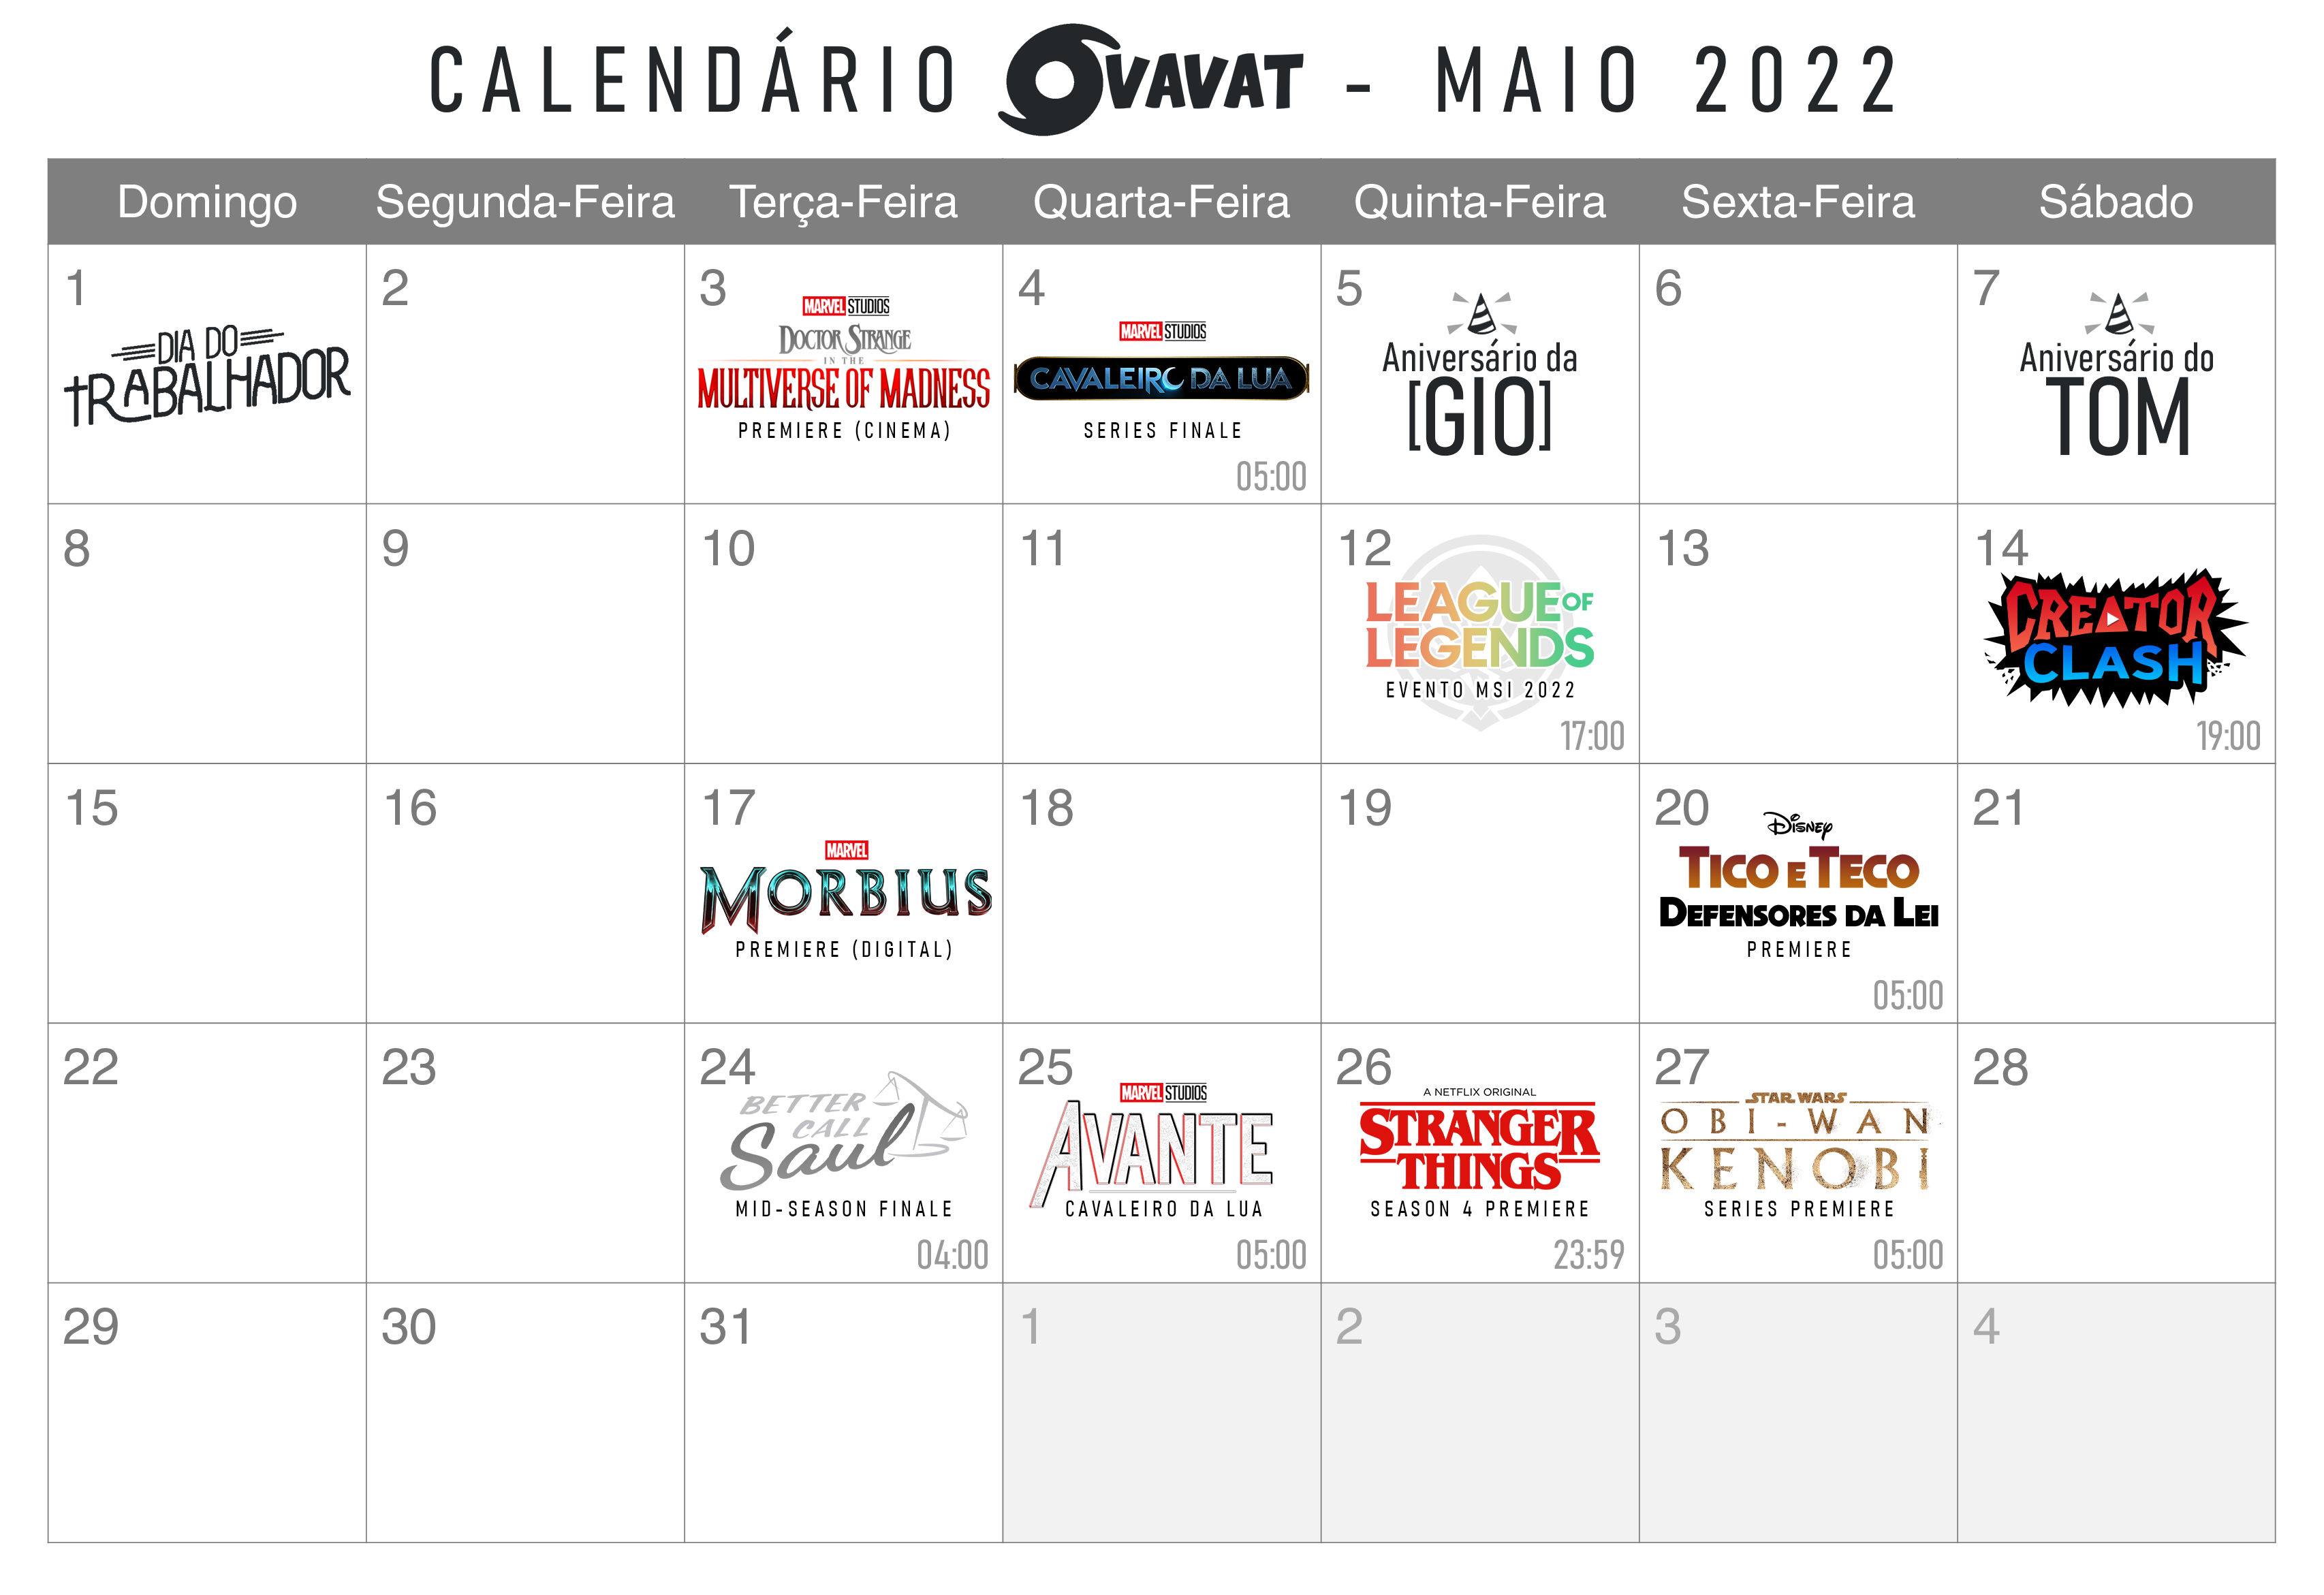 CALENDÁRIO OVAVAT - MAIO 2022
Domingo Segunda-Feira Terça-Feira Quarta-Feira Quinta-Feira Sexta-Feira Sábado
1
DIA DO
TRABALHADOR
2
3
MARVEL STUDIOS
DOCTOR STRANGE
IN THE
MULTIVERSE OF MADNESS
PREMIERE (CINEMA)
4
MARVEL STUDIOS
CAVALEIRO DA LUA
SERIES FINALE
05:00
5
Aniversário da
[GIO]
6
7
Aniversário do
TOM
8
9
10
11
12
LEAGUE OF
LEGENDS
EVENTO MSI 2022
17:00
13
14
CREATOR
CLASH
19:00
15
16
17
MARVEL
MORBIUS
PREMIERE (DIGITAL)
18
19
20
DISNEY
TICO E TECO
DEFENSORES DA LEI
PREMIERE
05:00
21
22
23
24
BETTER
CALL
Saul
MID-SEASON FINALE
04:00
25
MARVEL STUDIOS
AVANTE
CAVALEIRO DA LUA
05:00
26
A NETFLIX ORIGINAL
STRANGER
THINGS
SEASON 4 PREMIERE
23:59
27
STAR WARS
OBI-WAN
KENOBI
SERIES PREMIERE
05:00
28
29
30
31
1
2
3
4